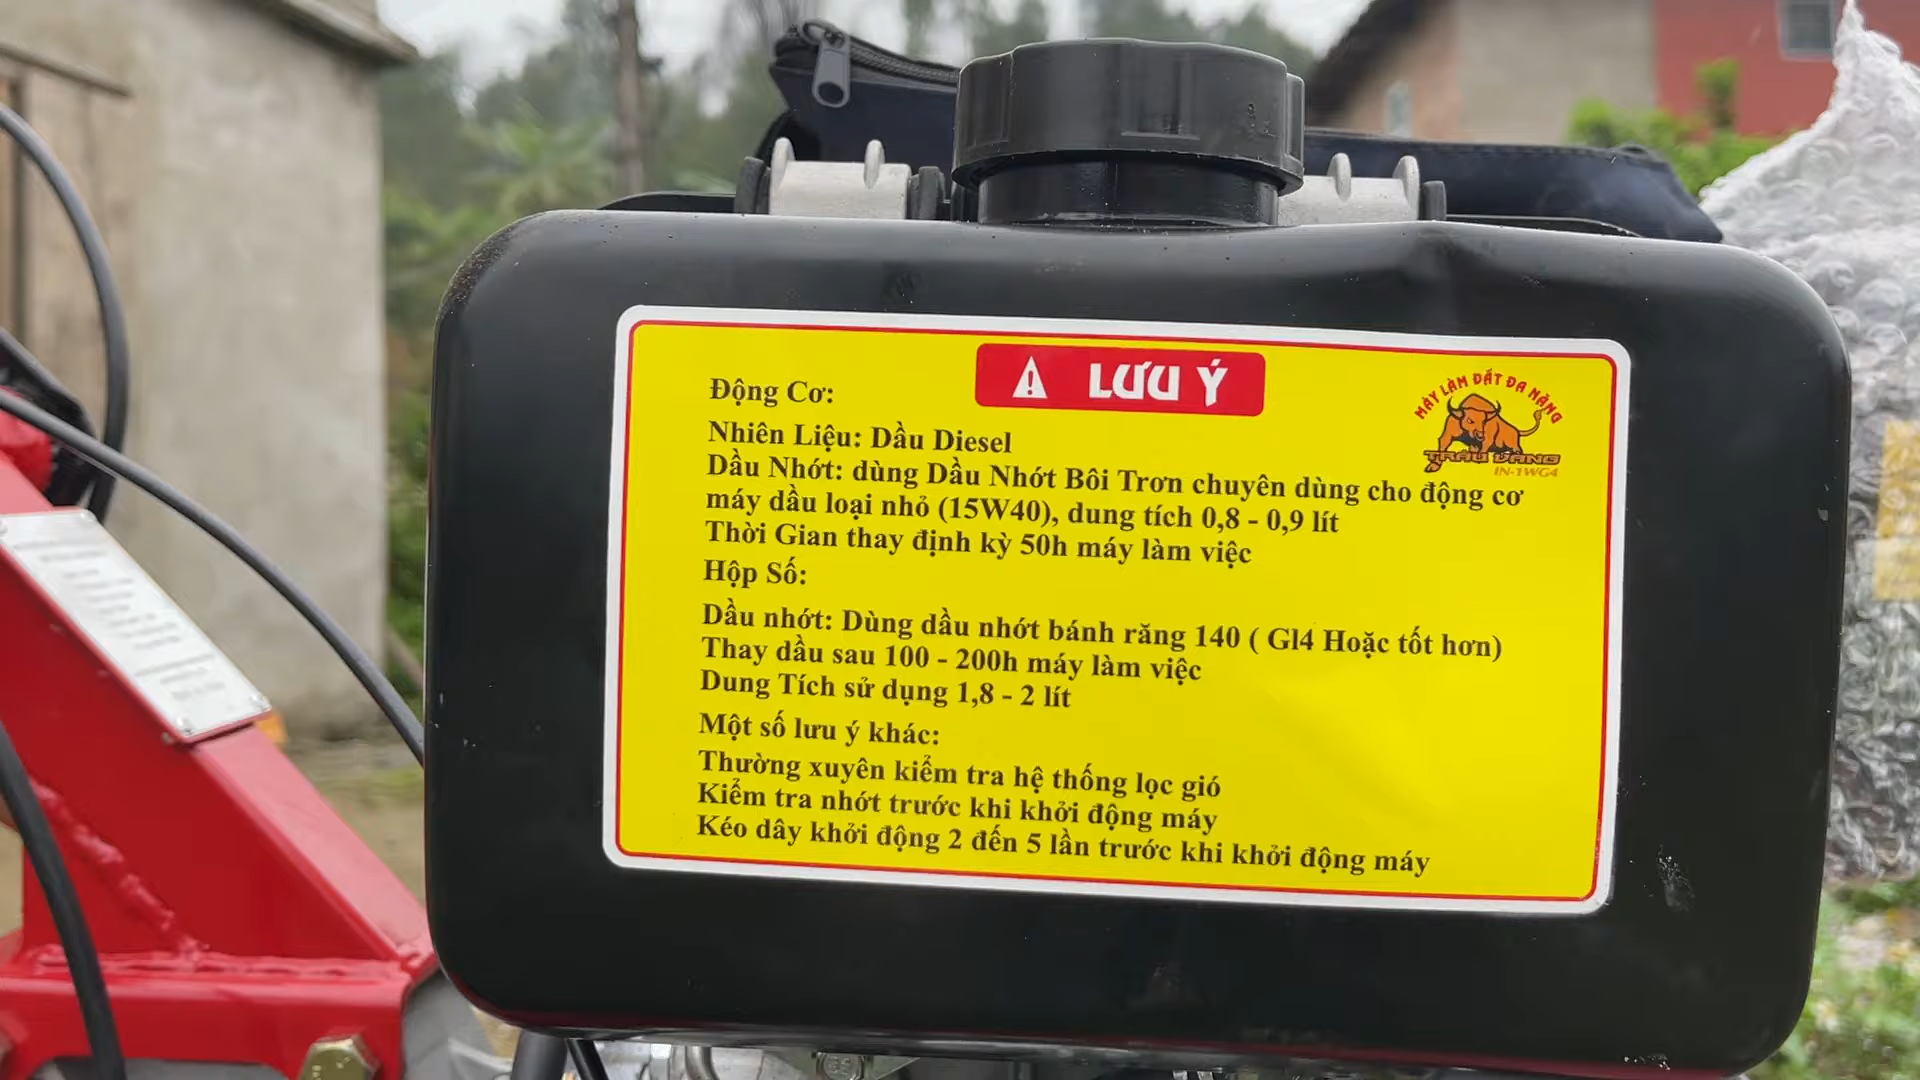 LƯU Ý
MÁY LÀM ĐẤT ĐA NĂNG
TRÂU VÀNG
IN-1WG4
Động Cơ:
Nhiên Liệu: Dầu Diesel
Dầu Nhớt: dùng Dầu Nhớt Bôi Trơn chuyên dùng cho động cơ
máy dầu loại nhỏ (15W40), dung tích 0,8 - 0,9 lít
Thời Gian thay định kỳ 50h máy làm việc
Hộp Số:
Dầu nhớt: Dùng dầu nhớt bánh răng 140 ( Gl4 Hoặc tốt hơn)
Thay dầu sau 100 - 200h máy làm việc
Dung Tích sử dụng 1,8 - 2 lít
Một số lưu ý khác:
Thường xuyên kiểm tra hệ thống lọc gió
Kiểm tra nhớt trước khi khởi động máy
Kéo dây khởi động 2 đến 5 lần trước khi khởi động máy